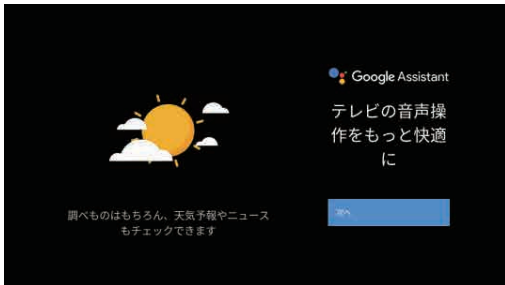 Google Assistant
テレビの音声操
作をもっと快適
に
次へ
調べものはもちろん、天気予報やニュース
もチェックできます